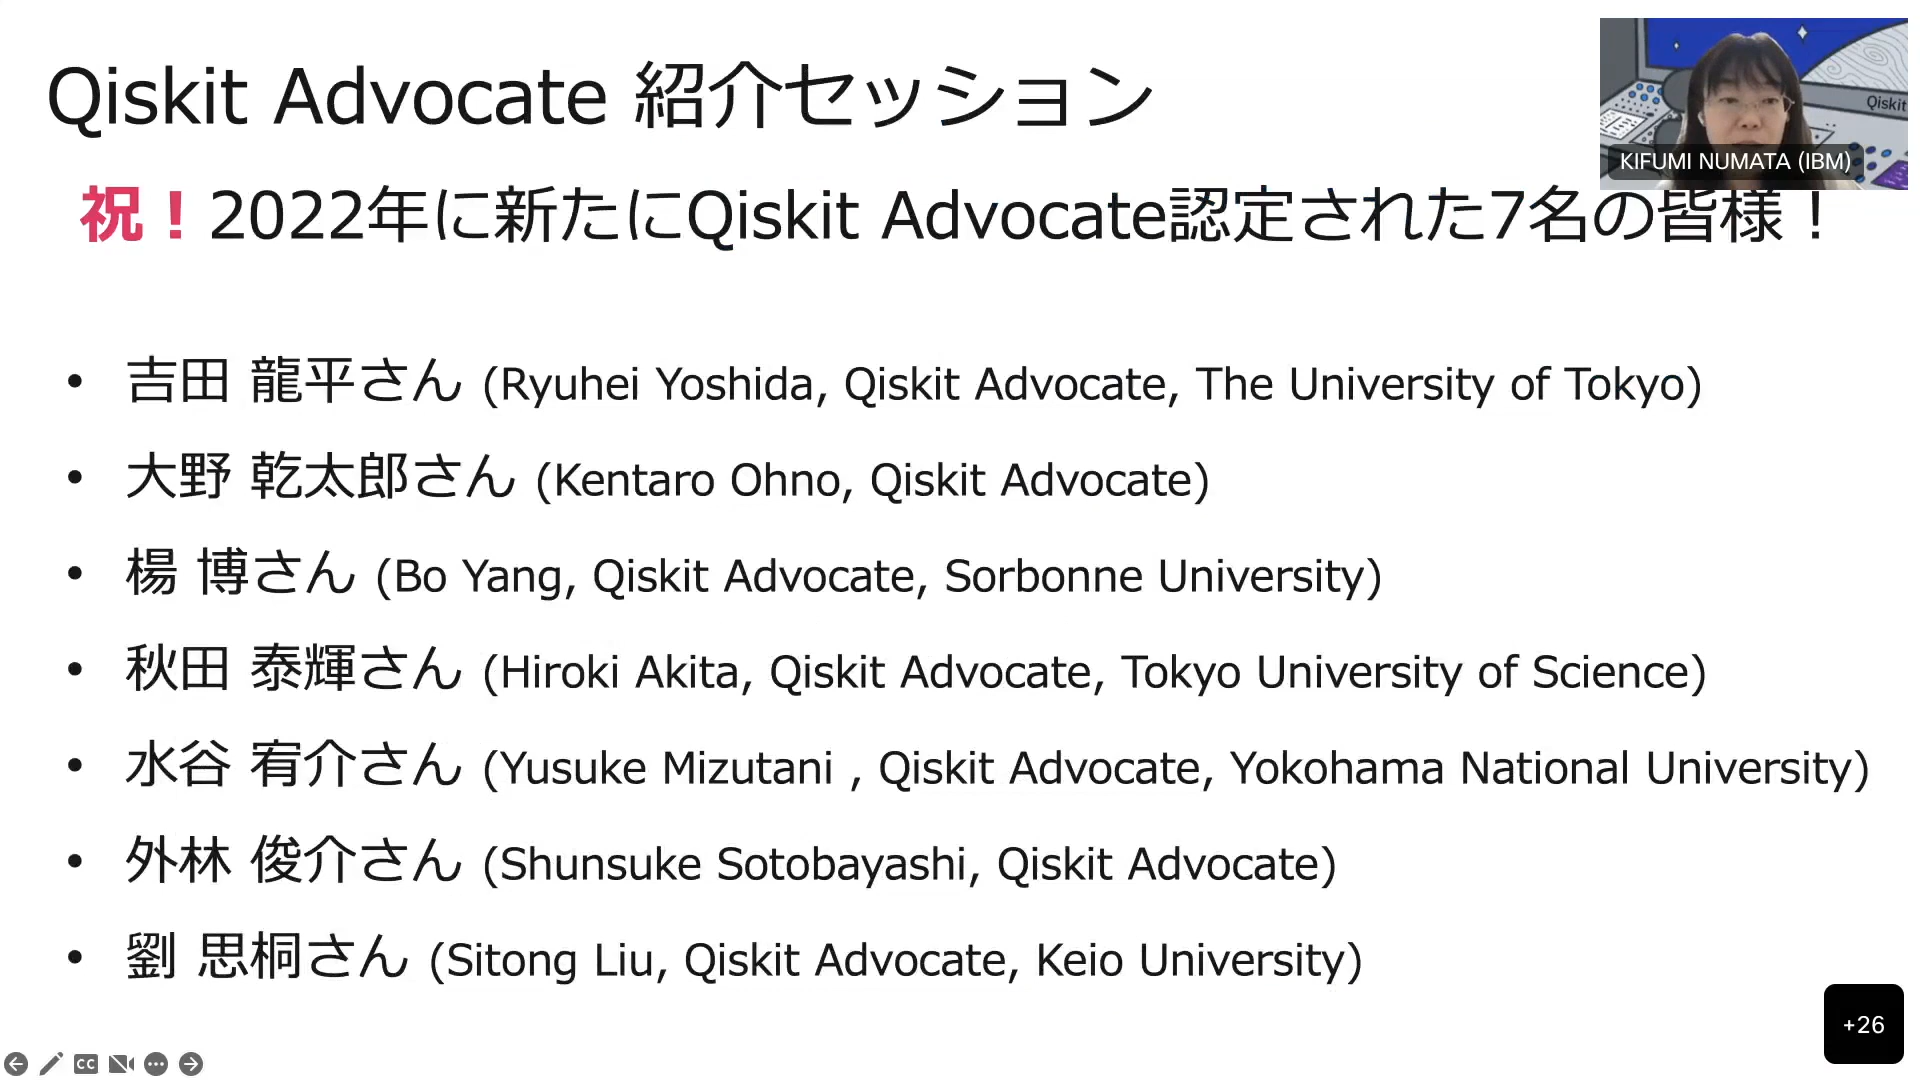 Qiskit Advocate 紹介セッション
Qiskit
KIFUMI NUMATA (IBM)
祝！2022年に新たにQiskit Advocate認定された7名の皆様！
• 吉田 龍平さん (Ryuhei Yoshida, Qiskit Advocate, The University of Tokyo)
• 大野 乾太郎さん (Kentaro Ohno, Qiskit Advocate)
• 楊 博さん (Bo Yang, Qiskit Advocate, Sorbonne University)
• 秋田 泰輝さん (Hiroki Akita, Qiskit Advocate, Tokyo University of Science)
• 水谷 宥介さん (Yusuke Mizutani , Qiskit Advocate, Yokohama National University)
• 外林 俊介さん (Shunsuke Sotobayashi, Qiskit Advocate)
• 劉 思桐さん (Sitong Liu, Qiskit Advocate, Keio University)
+26
CC